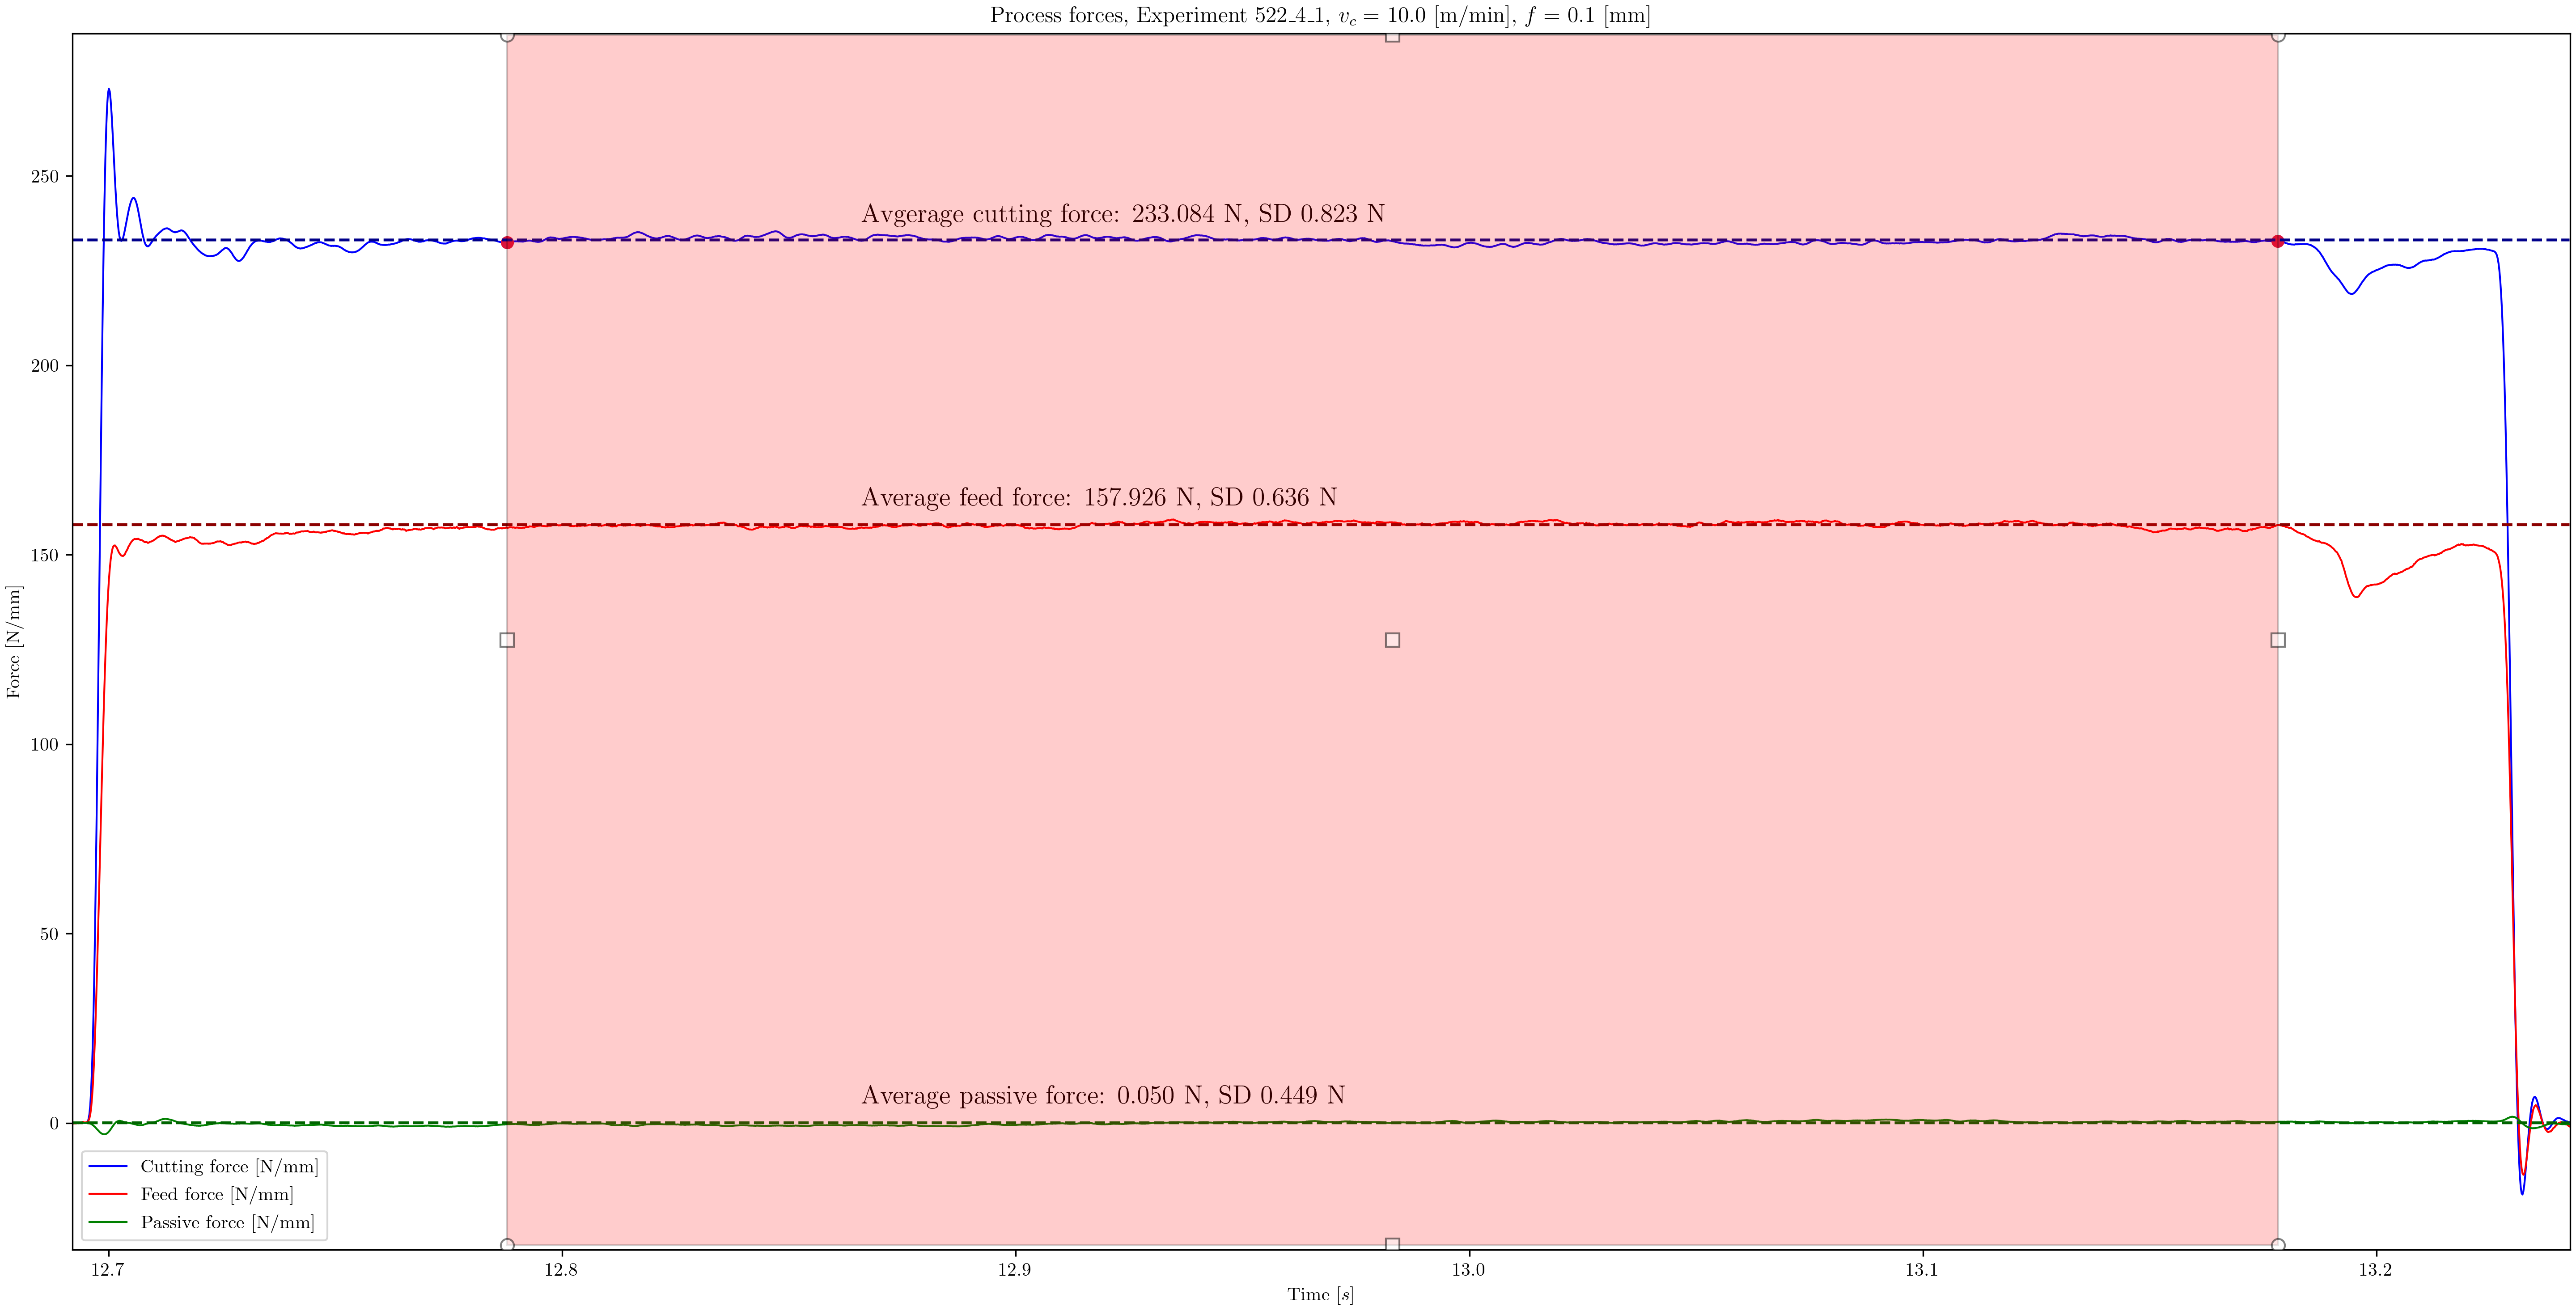 Process forces, Experiment 522_4_1, v_c = 10.0 [m/min], f = 0.1 [mm]
Force [N/mm]
250
200
150
100
50
0
Avgerage cutting force: 233.084 N, SD 0.823 N
Average feed force: 157.926 N, SD 0.636 N
Average passive force: 0.050 N, SD 0.449 N
Cutting force [N/mm]
Feed force [N/mm]
Passive force [N/mm]
12.7 12.8 12.9 13.0 13.1 13.2
Time [s]